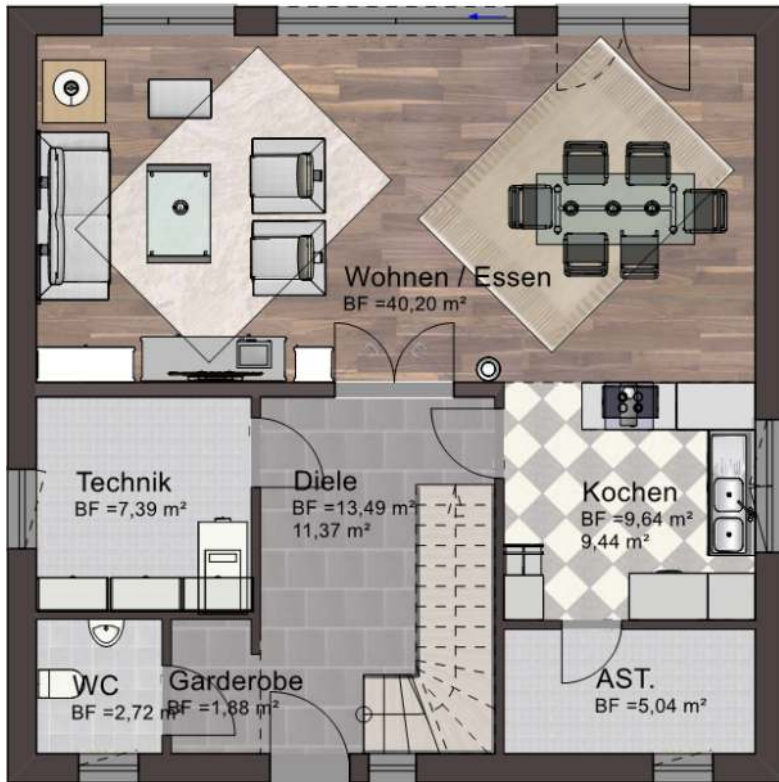 Wohnen / Essen
BF =40,20 m²
Technik
BF =7,39 m²
Diele
BF =13,49 m²
11,37 m²
Kochen
BF =9,64 m²
9,44 m²
WC
BF =2,72 m²
Garderobe
BF =1,88 m²
AST.
BF =5,04 m²